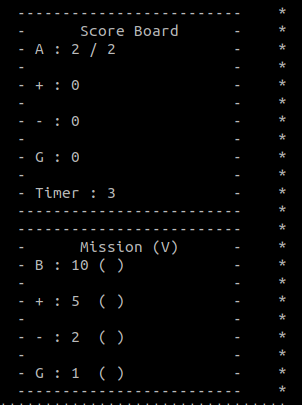 -------------------------   *
-      Score Board      -   *
- A : 2 / 2             -   *
-                       -   *
- + : 0                 -   *
-                       -   *
- - : 0                 -   *
-                       -   *
- G : 0                 -   *
-                       -   *
- Timer : 3             -   *
-------------------------   *
-------------------------   *
-      Mission (V)      -   *
- B : 10 ( )            -   *
-                       -   *
- + : 5  ( )            -   *
-                       -   *
- - : 2  ( )            -   *
-                       -   *
- G : 1  ( )            -   *
-------------------------   *